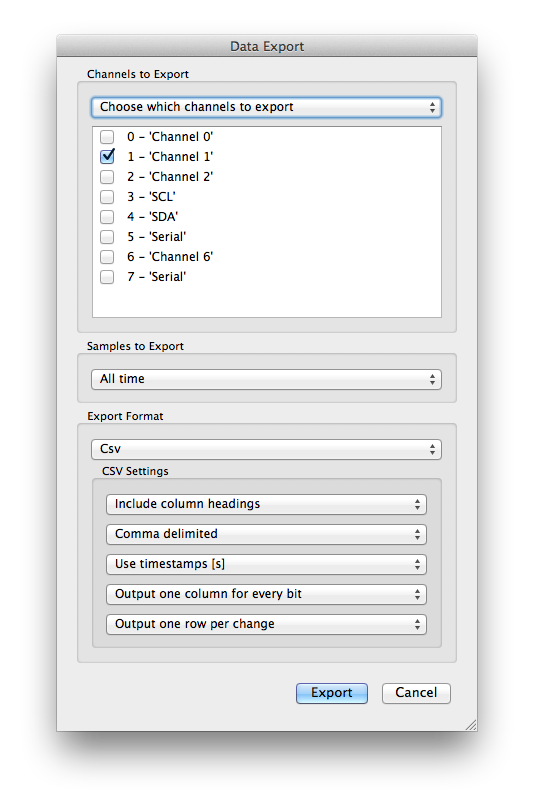 Data Export
Channels to Export
Choose which channels to export
0 - 'Channel 0'
1 - 'Channel 1'
2 - 'Channel 2'
3 - 'SCL'
4 - 'SDA'
5 - 'Serial'
6 - 'Channel 6'
7 - 'Serial'
Samples to Export
All time
Export Format
Csv
CSV Settings
Include column headings
Comma delimited
Use timestamps [s]
Output one column for every bit
Output one row per change
Export Cancel